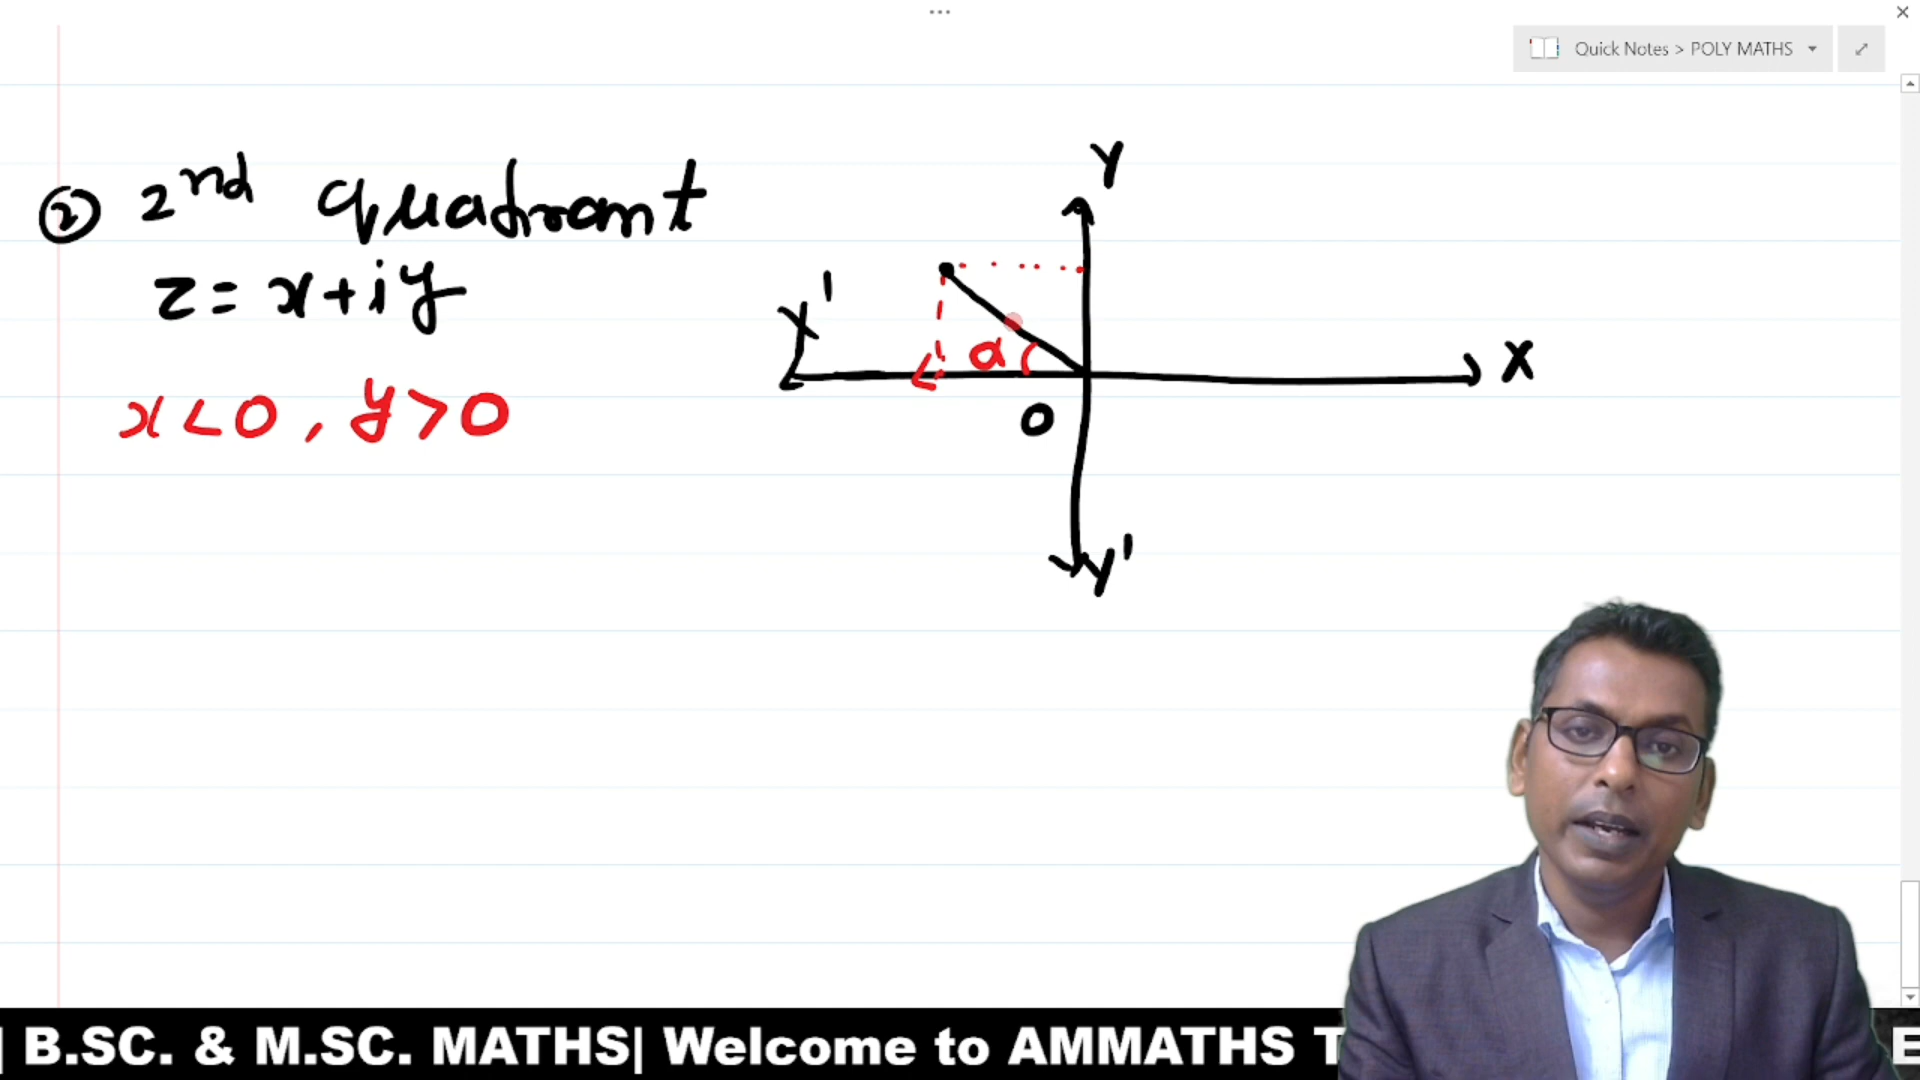 Quick Notes > POLY MATHS
② 2nd quadrant
z = x + iy
x < 0 , y > 0
Y
X'
α
X
O
Y'
| B.SC. & M.SC. MATHS| Welcome to AMMATHS T
E